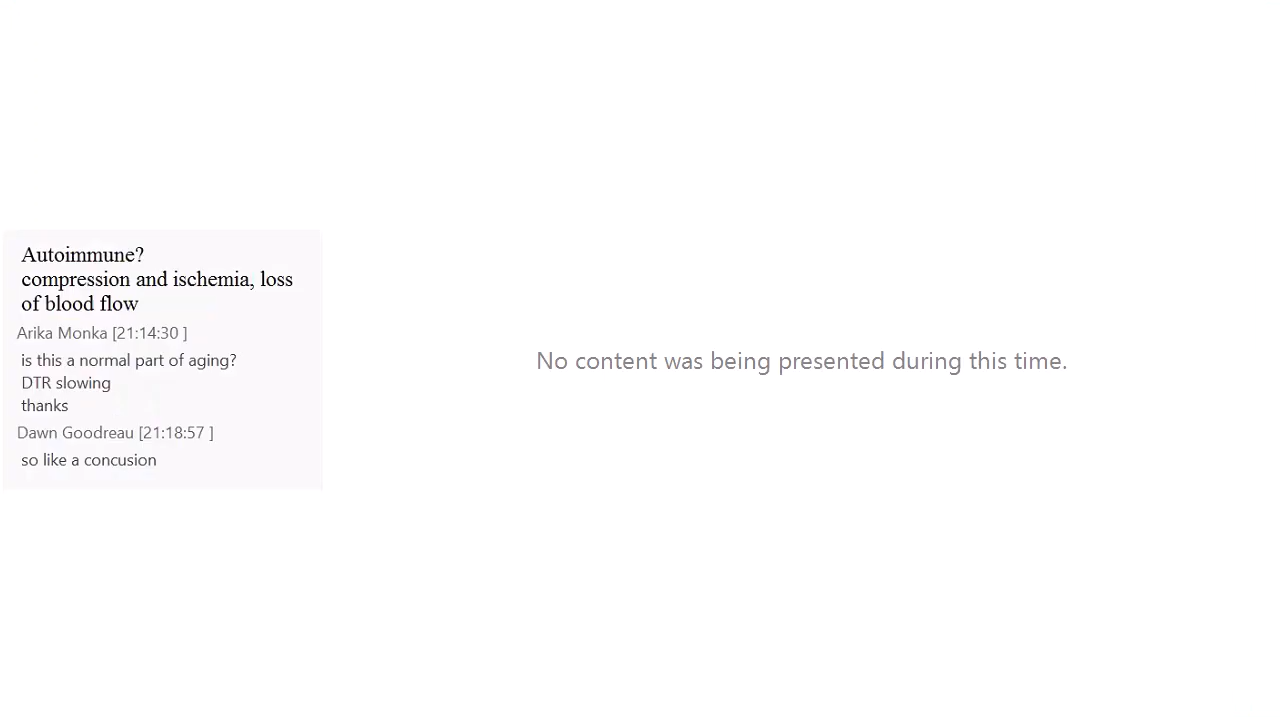 Autoimmune?
compression and ischemia, loss
of blood flow
Arika Monka [21:14:30 ]
is this a normal part of aging?
DTR slowing
thanks
Dawn Goodreau [21:18:57 ]
so like a concusion
No content was being presented during this time.